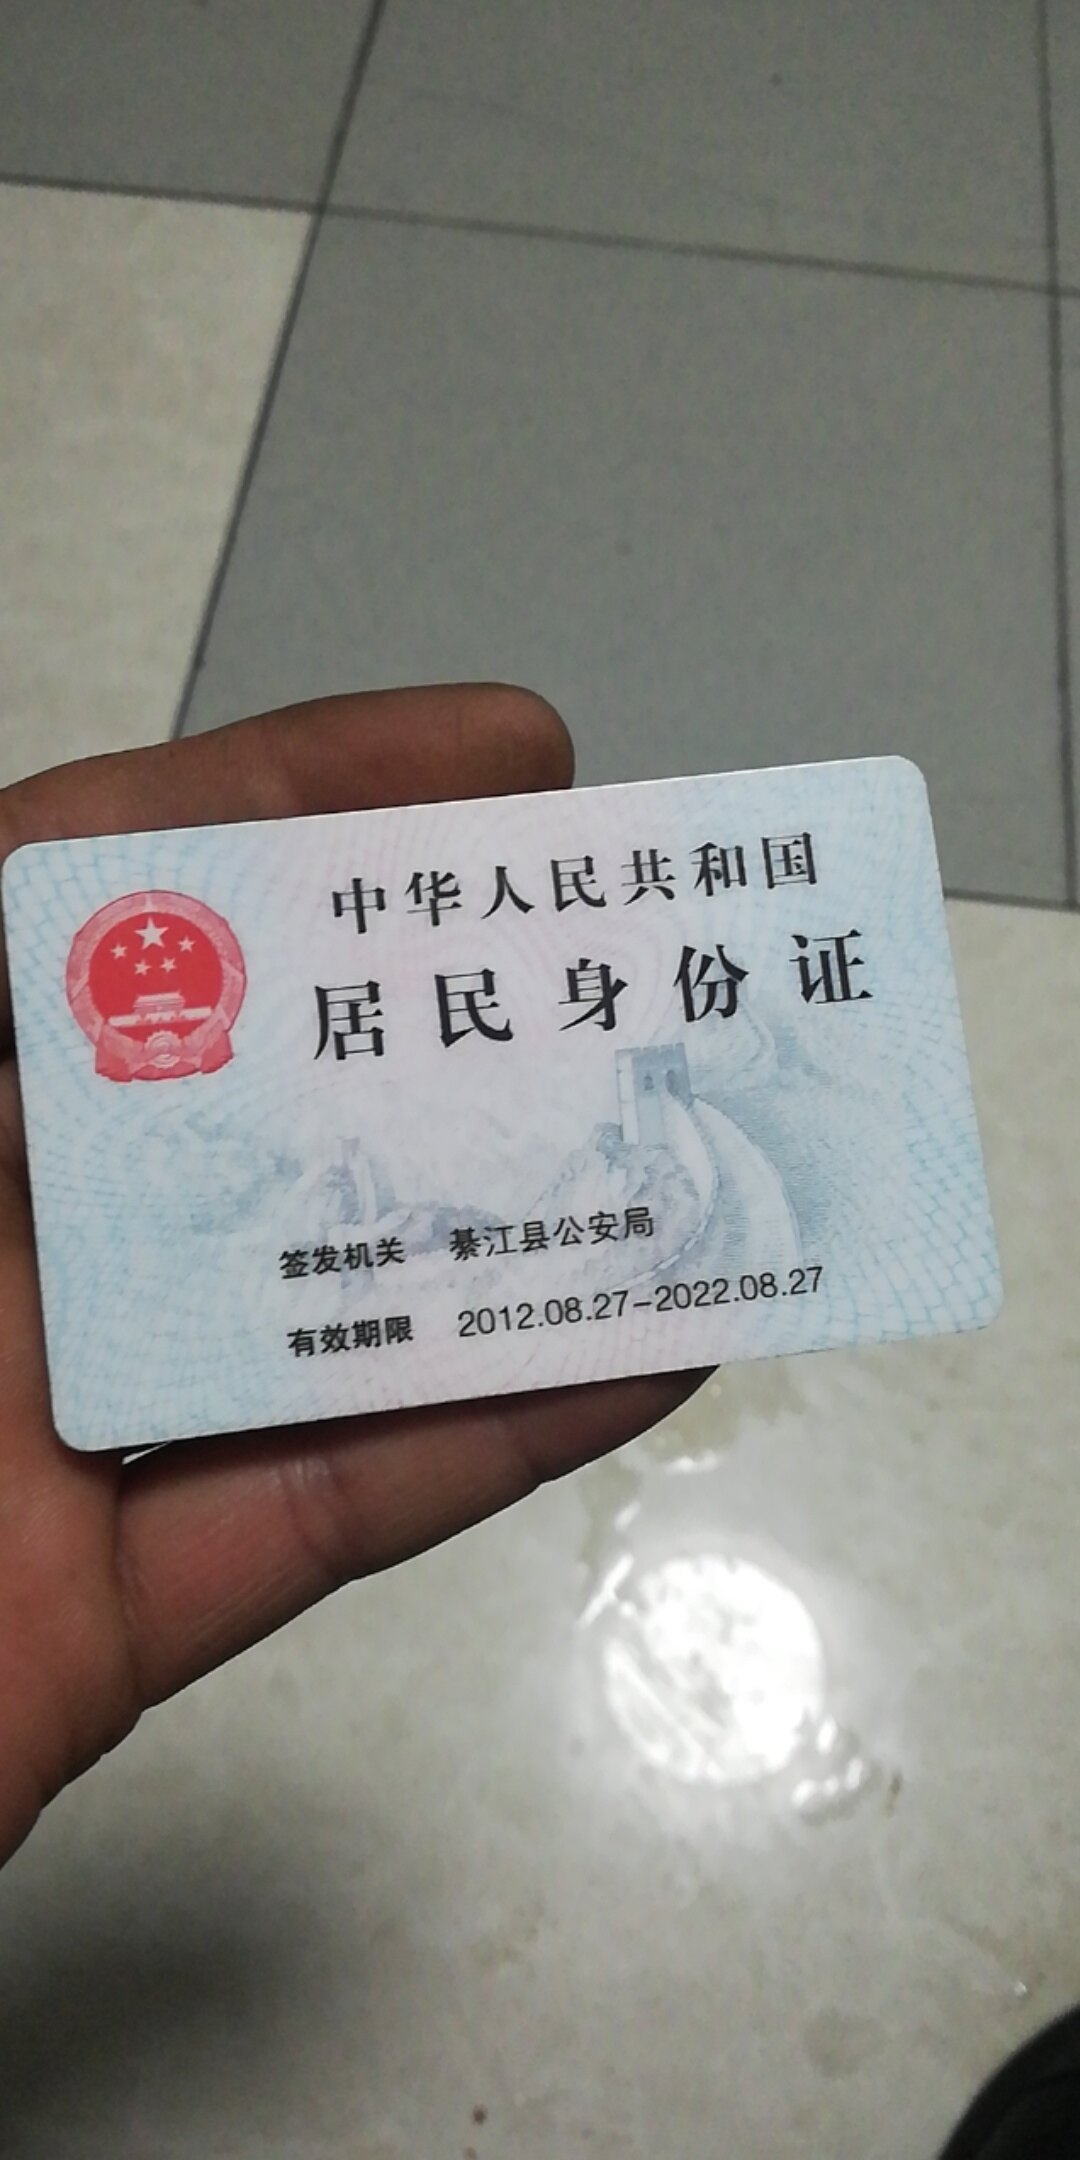 中华人民共和国
居民身份证
签发机关 綦江县公安局
有效期限 2012.08.27-2022.08.27